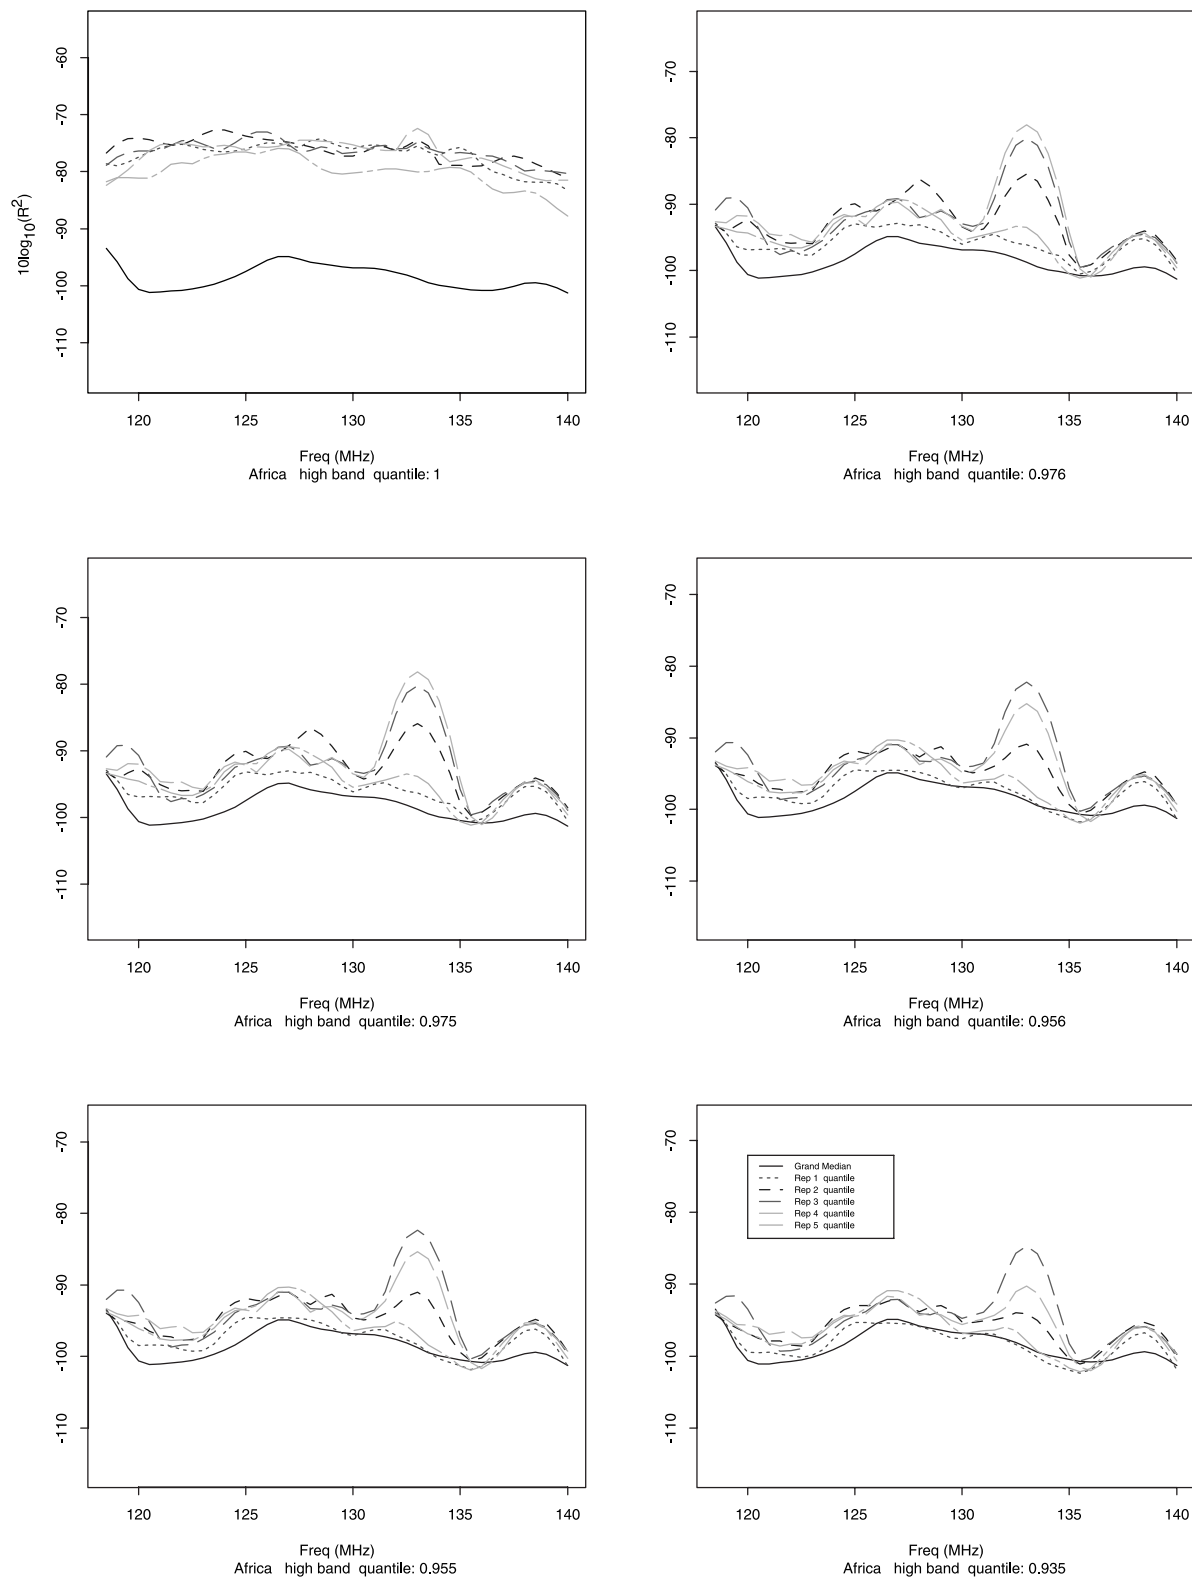 10log10(R2)
-60
-70
-80
-90
-100
-110
120 125 130 135 140
Freq (MHz)
Africa high band quantile: 1
-70
-80
-90
-100
-110
120 125 130 135 140
Freq (MHz)
Africa high band quantile: 0.976
-70
-80
-90
-100
-110
120 125 130 135 140
Freq (MHz)
Africa high band quantile: 0.975
-70
-80
-90
-100
-110
120 125 130 135 140
Freq (MHz)
Africa high band quantile: 0.956
-70
-80
-90
-100
-110
120 125 130 135 140
Freq (MHz)
Africa high band quantile: 0.955
-70
-80
-90
-100
-110
Grand Median
Rep 1 quantile
Rep 2 quantile
Rep 3 quantile
Rep 4 quantile
Rep 5 quantile
120 125 130 135 140
Freq (MHz)
Africa high band quantile: 0.935